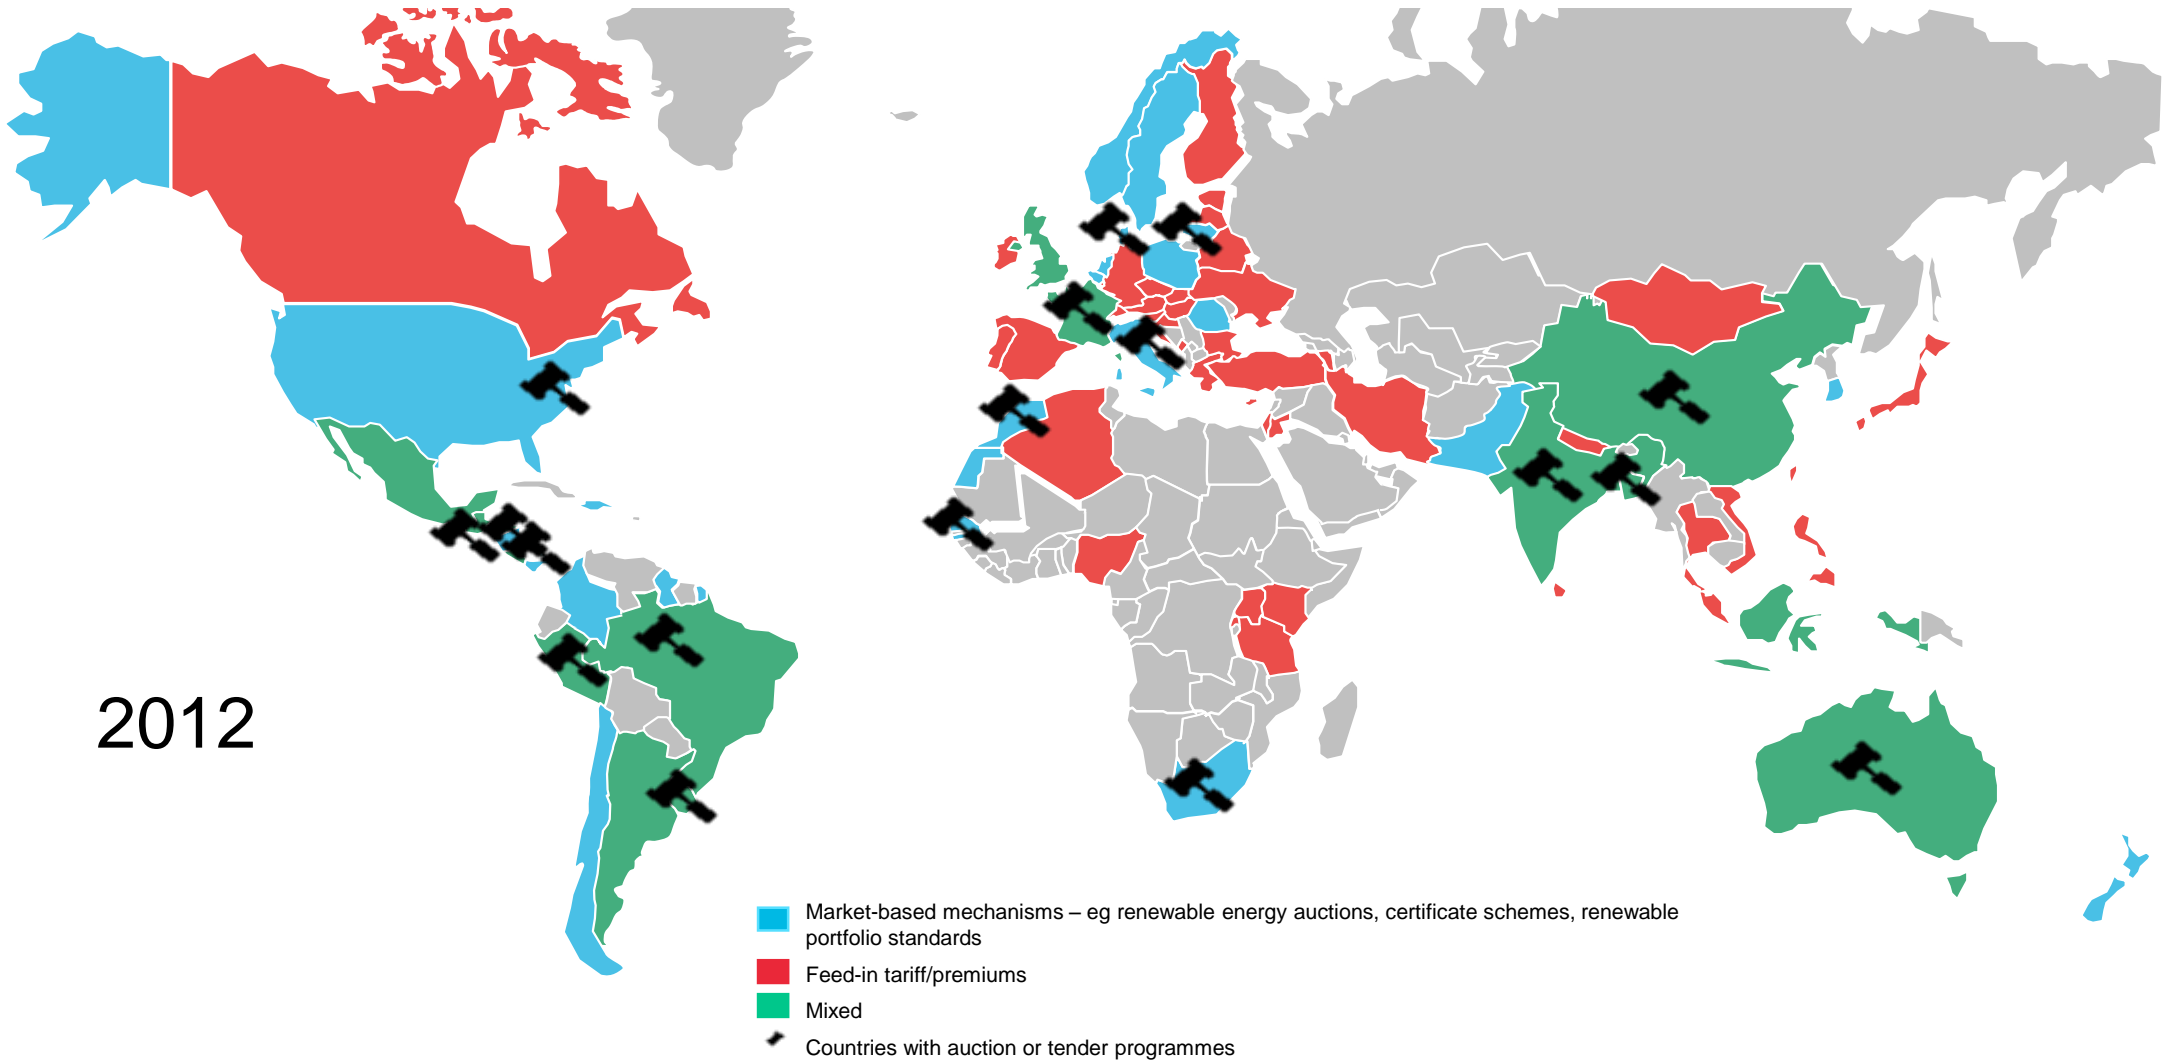 2012
Market-based mechanisms – eg renewable energy auctions, certificate schemes, renewable
portfolio standards
Feed-in tariff/premiums
Mixed
Countries with auction or tender programmes